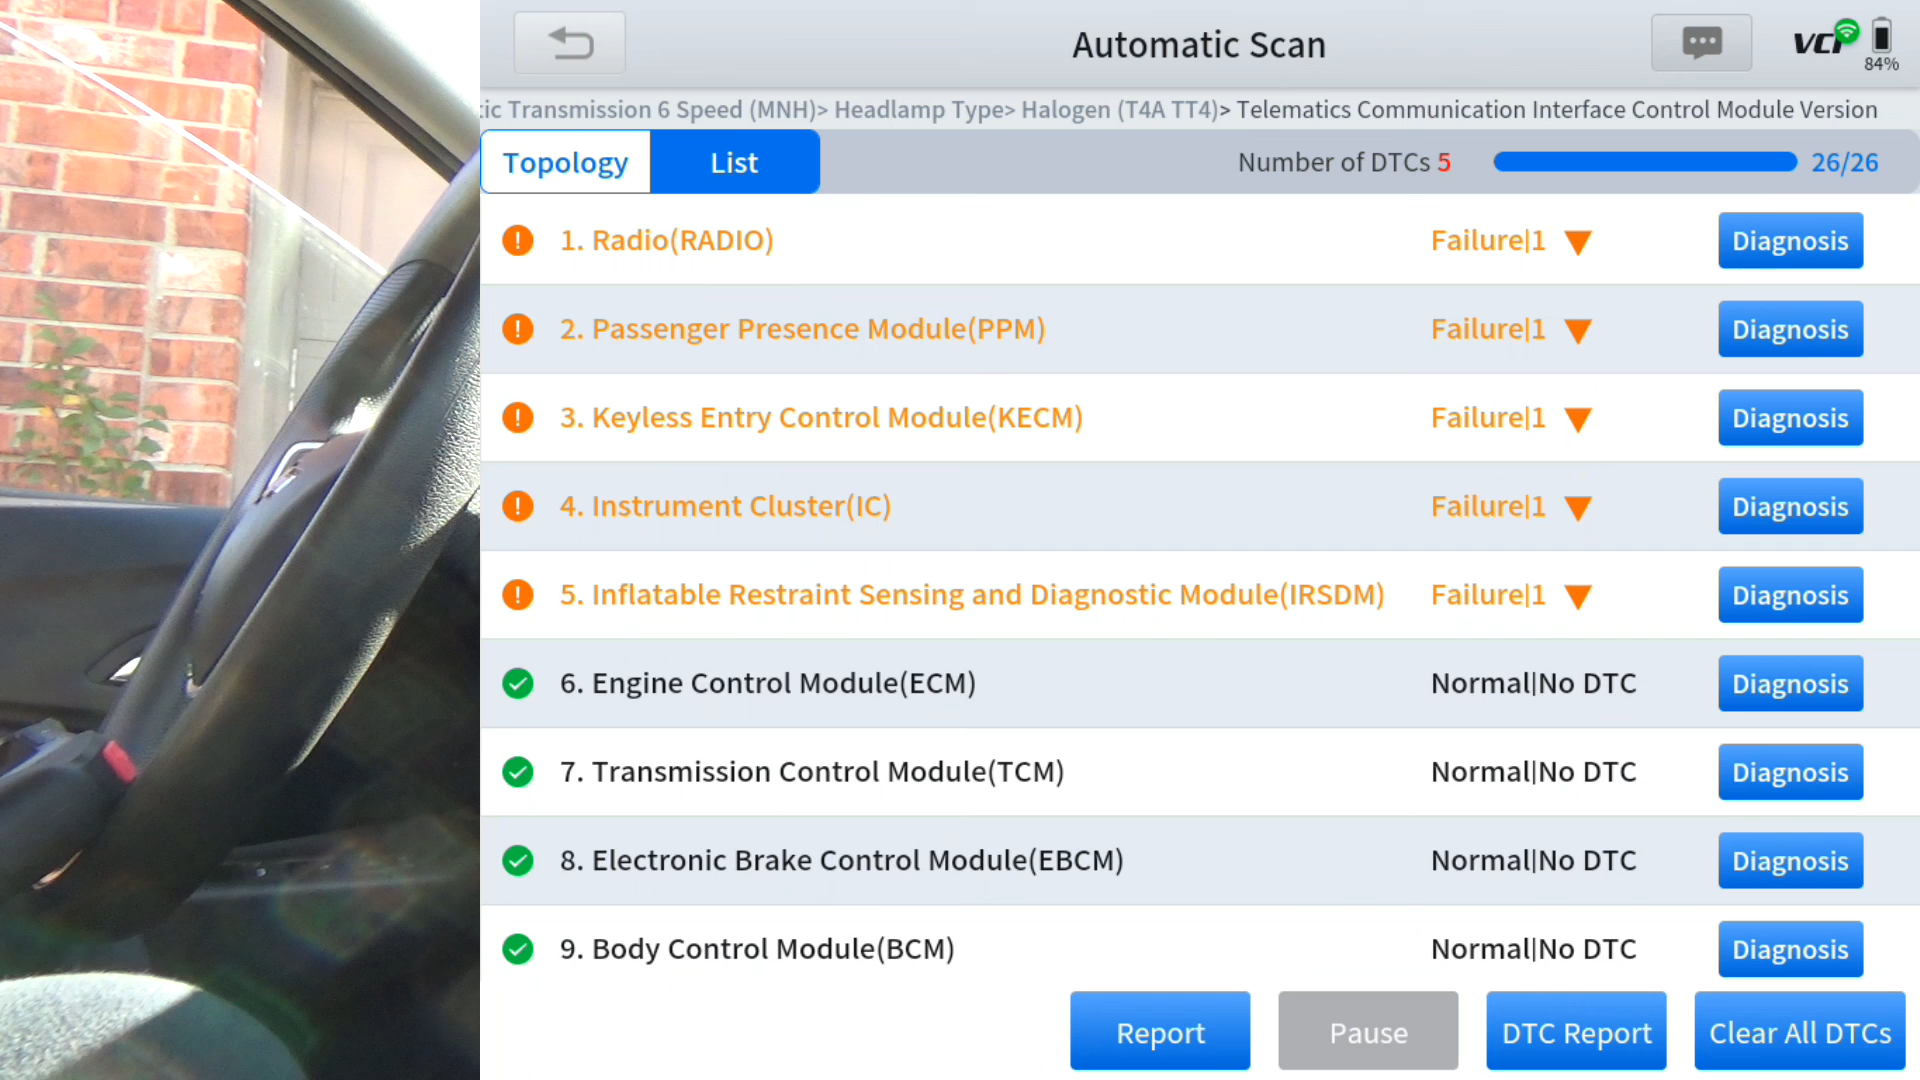 Automatic Scan
VCI
84%
tic Transmission 6 Speed (MNH)> Headlamp Type> Halogen (T4A TT4)> Telematics Communication Interface Control Module Version
Topology
List
Number of DTCs 5
26/26
1. Radio(RADIO) Failure|1 Diagnosis
2. Passenger Presence Module(PPM) Failure|1 Diagnosis
3. Keyless Entry Control Module(KECM) Failure|1 Diagnosis
4. Instrument Cluster(IC) Failure|1 Diagnosis
5. Inflatable Restraint Sensing and Diagnostic Module(IRSDM) Failure|1 Diagnosis
6. Engine Control Module(ECM) Normal|No DTC Diagnosis
7. Transmission Control Module(TCM) Normal|No DTC Diagnosis
8. Electronic Brake Control Module(EBCM) Normal|No DTC Diagnosis
9. Body Control Module(BCM) Normal|No DTC Diagnosis
Report
Pause
DTC Report
Clear All DTCs